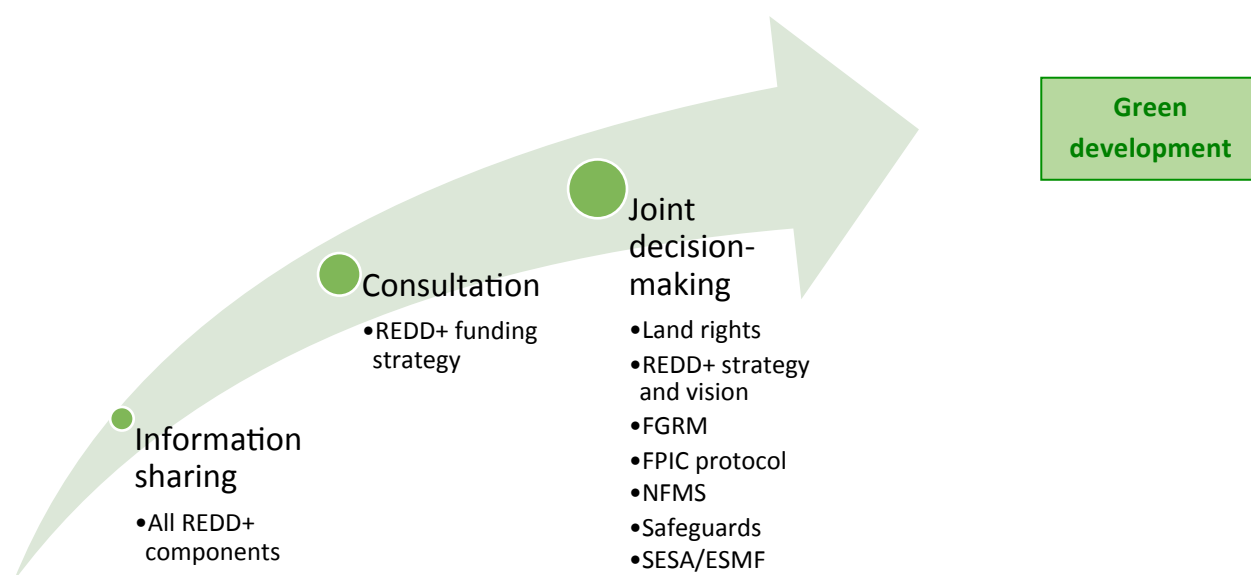 Green
development
Joint
decision-
making
•Land rights
•REDD+ strategy
and vision
•FGRM
•FPIC protocol
•NFMS
•Safeguards
•SESA/ESMF
Consultation
•REDD+ funding
strategy
Information
sharing
•All REDD+
components